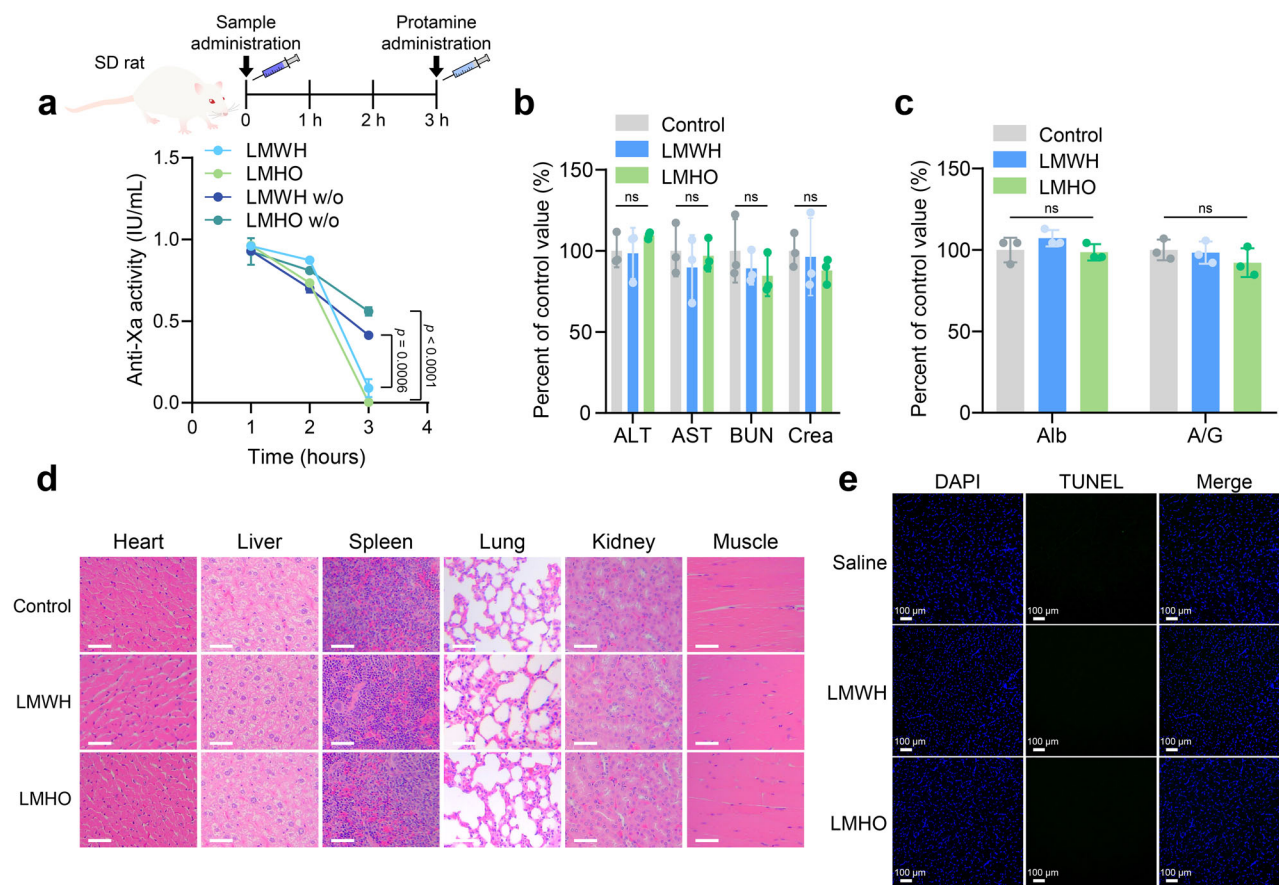 a
SD rat
Sample
administration
Protamine
administration
0
1 h
2 h
3 h
LMWH
LMHO
LMWH w/o
LMHO w/o
Anti-Xa activity (IU/mL)
1.5
1.0
0.5
0.0
p = 0.0006
p < 0.0001
0 1 2 3 4
Time (hours)
b
Control
LMWH
LMHO
Percent of control value (%)
150
100
50
0
ns ns ns ns
ALT AST BUN Crea
c
Control
LMWH
LMHO
Percent of control value (%)
150
100
50
0
ns ns
Alb A/G
d
Heart Liver Spleen Lung Kidney Muscle
Control
LMWH
LMHO
e
DAPI TUNEL Merge
Saline
100 μm 100 μm 100 μm
LMWH
100 μm 100 μm 100 μm
LMHO
100 μm 100 μm 100 μm